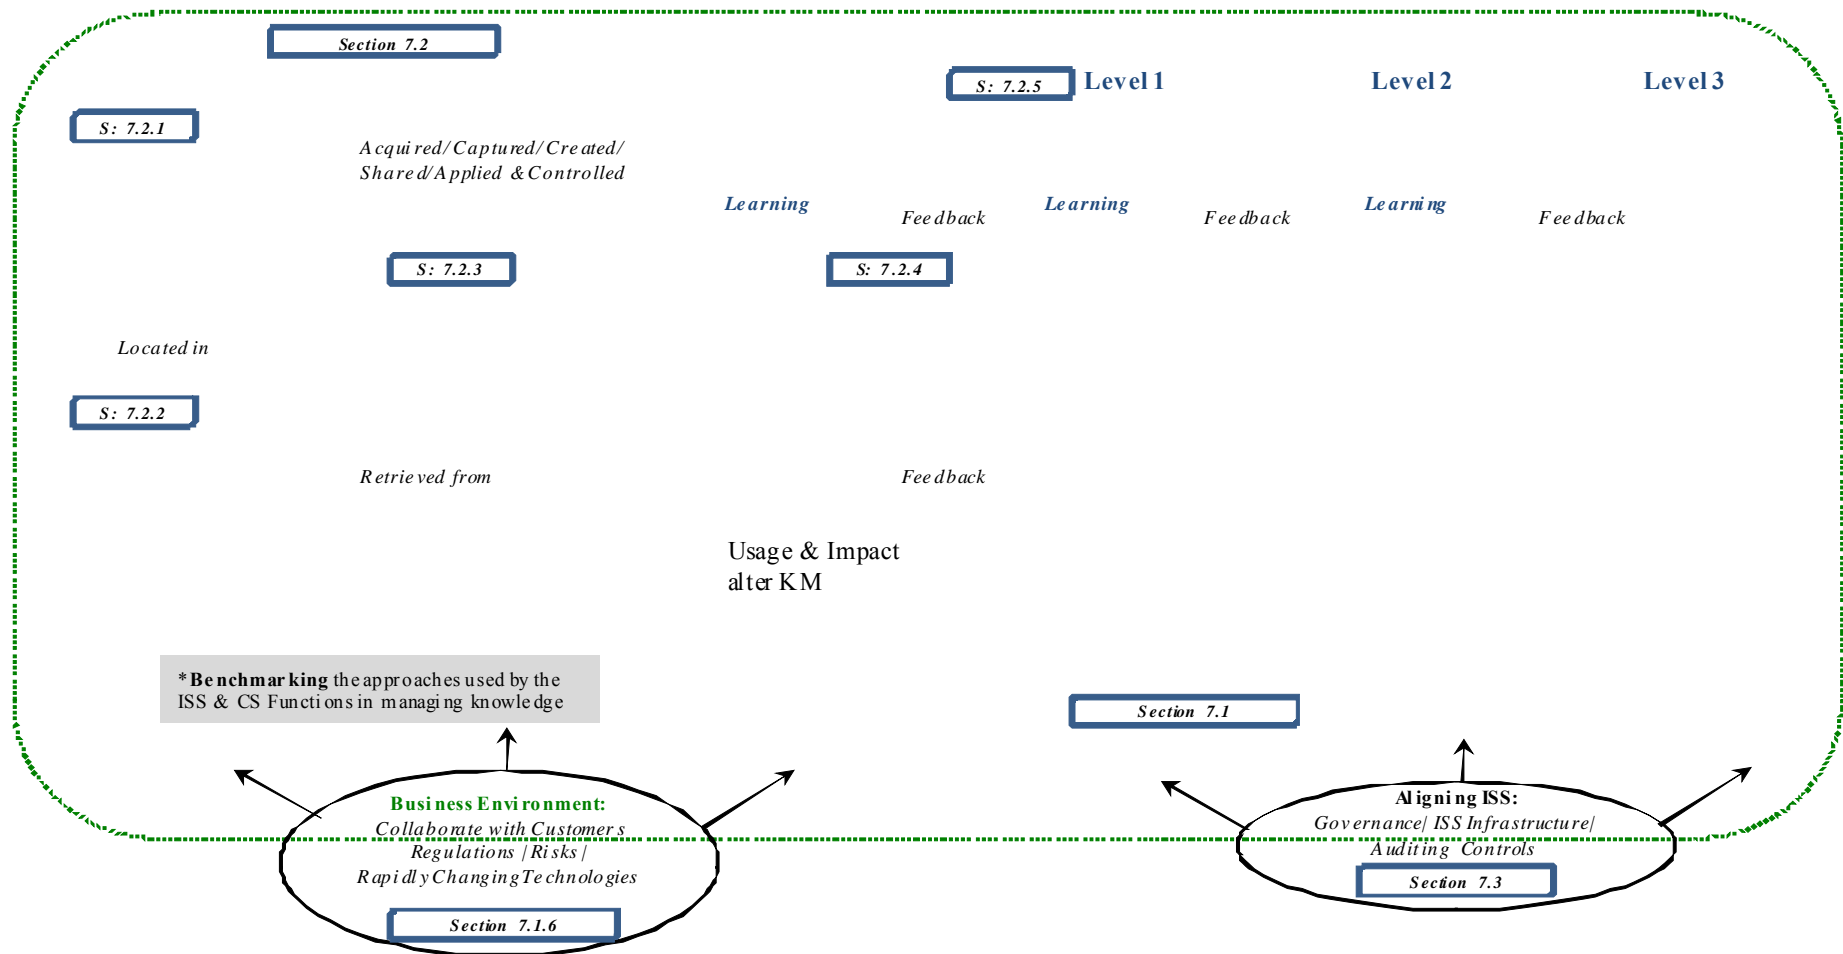 Section 7.2
S: 7.2.5
Level 1
Level 2
Level 3
S: 7.2.1
Acquired/Captured/Created/
Shared/Applied & Controlled
Learning
Feedback
Learning
Feedback
Learning
Feedback
S: 7.2.3
S: 7.2.4
Located in
S: 7.2.2
Retrieved from
Feedback
Usage & Impact
alter KM
*Benchmarking the approaches used by the
ISS & CS Functions in managing knowledge
Section 7.1
Business Environment:
Collaborate with Customers
Regulations | Risks |
Rapidly Changing Technologies
Section 7.1.6
Aligning ISS:
Governance| ISS Infrastructure|
Auditing Controls
Section 7.3